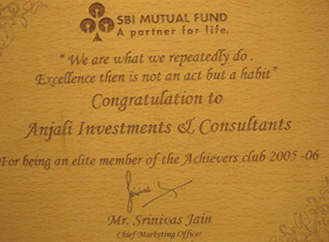 SBI MUTUAL FUND
A partner for life.
"We are what we repeatedly do.
Excellence then is not an act but a habit"
Congratulation to
Anjali Investments & Consultants
For being an elite member of the Achievers club 2005-06
Mr. Srinivas Jain
Chief Marketing Officer